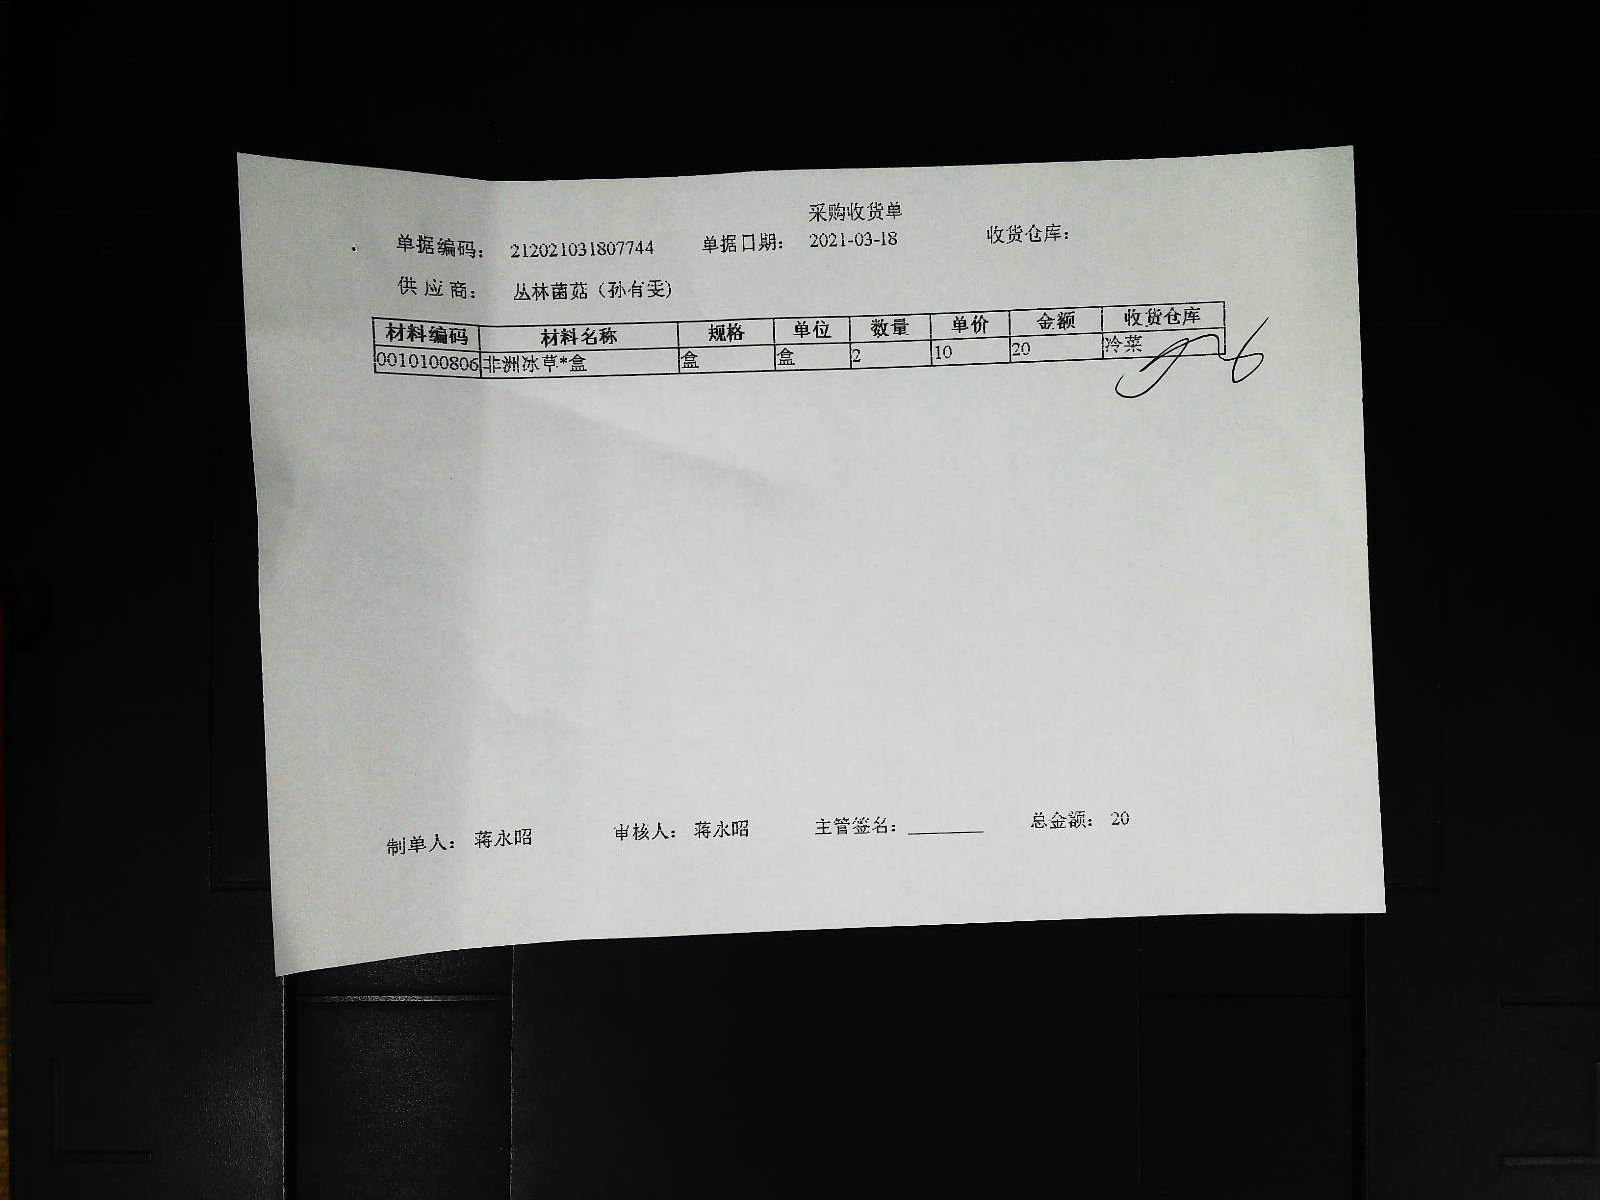 采购收货单
单据编码： 212021031807744 单据日期： 2021-03-18 收货仓库：
供 应 商： 丛林菌菇（孙有雯）
材料编码 材料名称 规格 单位 数量 单价 金额 收货仓库
0010100806 非洲冰草*盒 盒 盒 2 10 20 冷菜
制单人： 蒋永昭 审核人： 蒋永昭 主管签名：________ 总金额： 20